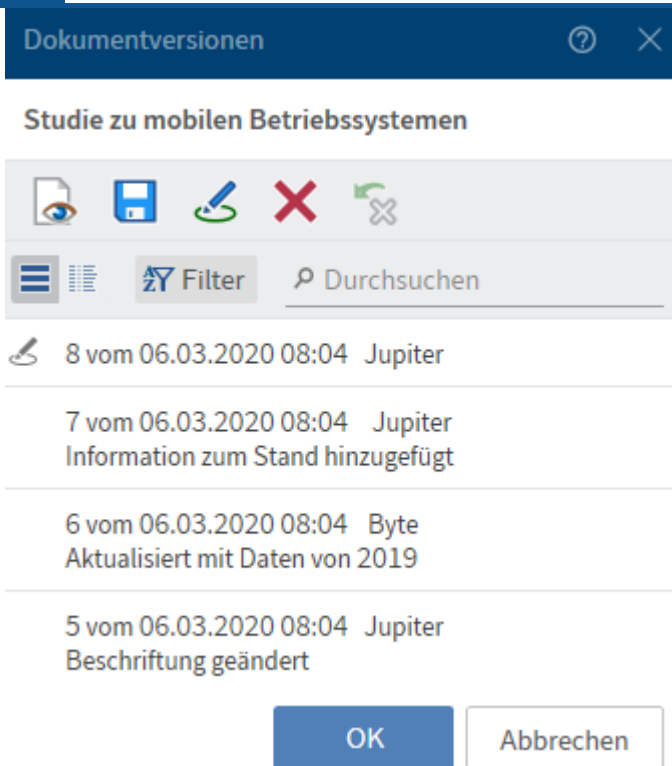 Dokumentversionen
Studie zu mobilen Betriebssystemen
Filter
Durchsuchen
8 vom 06.03.2020 08:04 Jupiter
7 vom 06.03.2020 08:04 Jupiter
Information zum Stand hinzugefügt
6 vom 06.03.2020 08:04 Byte
Aktualisiert mit Daten von 2019
5 vom 06.03.2020 08:04 Jupiter
Beschriftung geändert
OK
Abbrechen